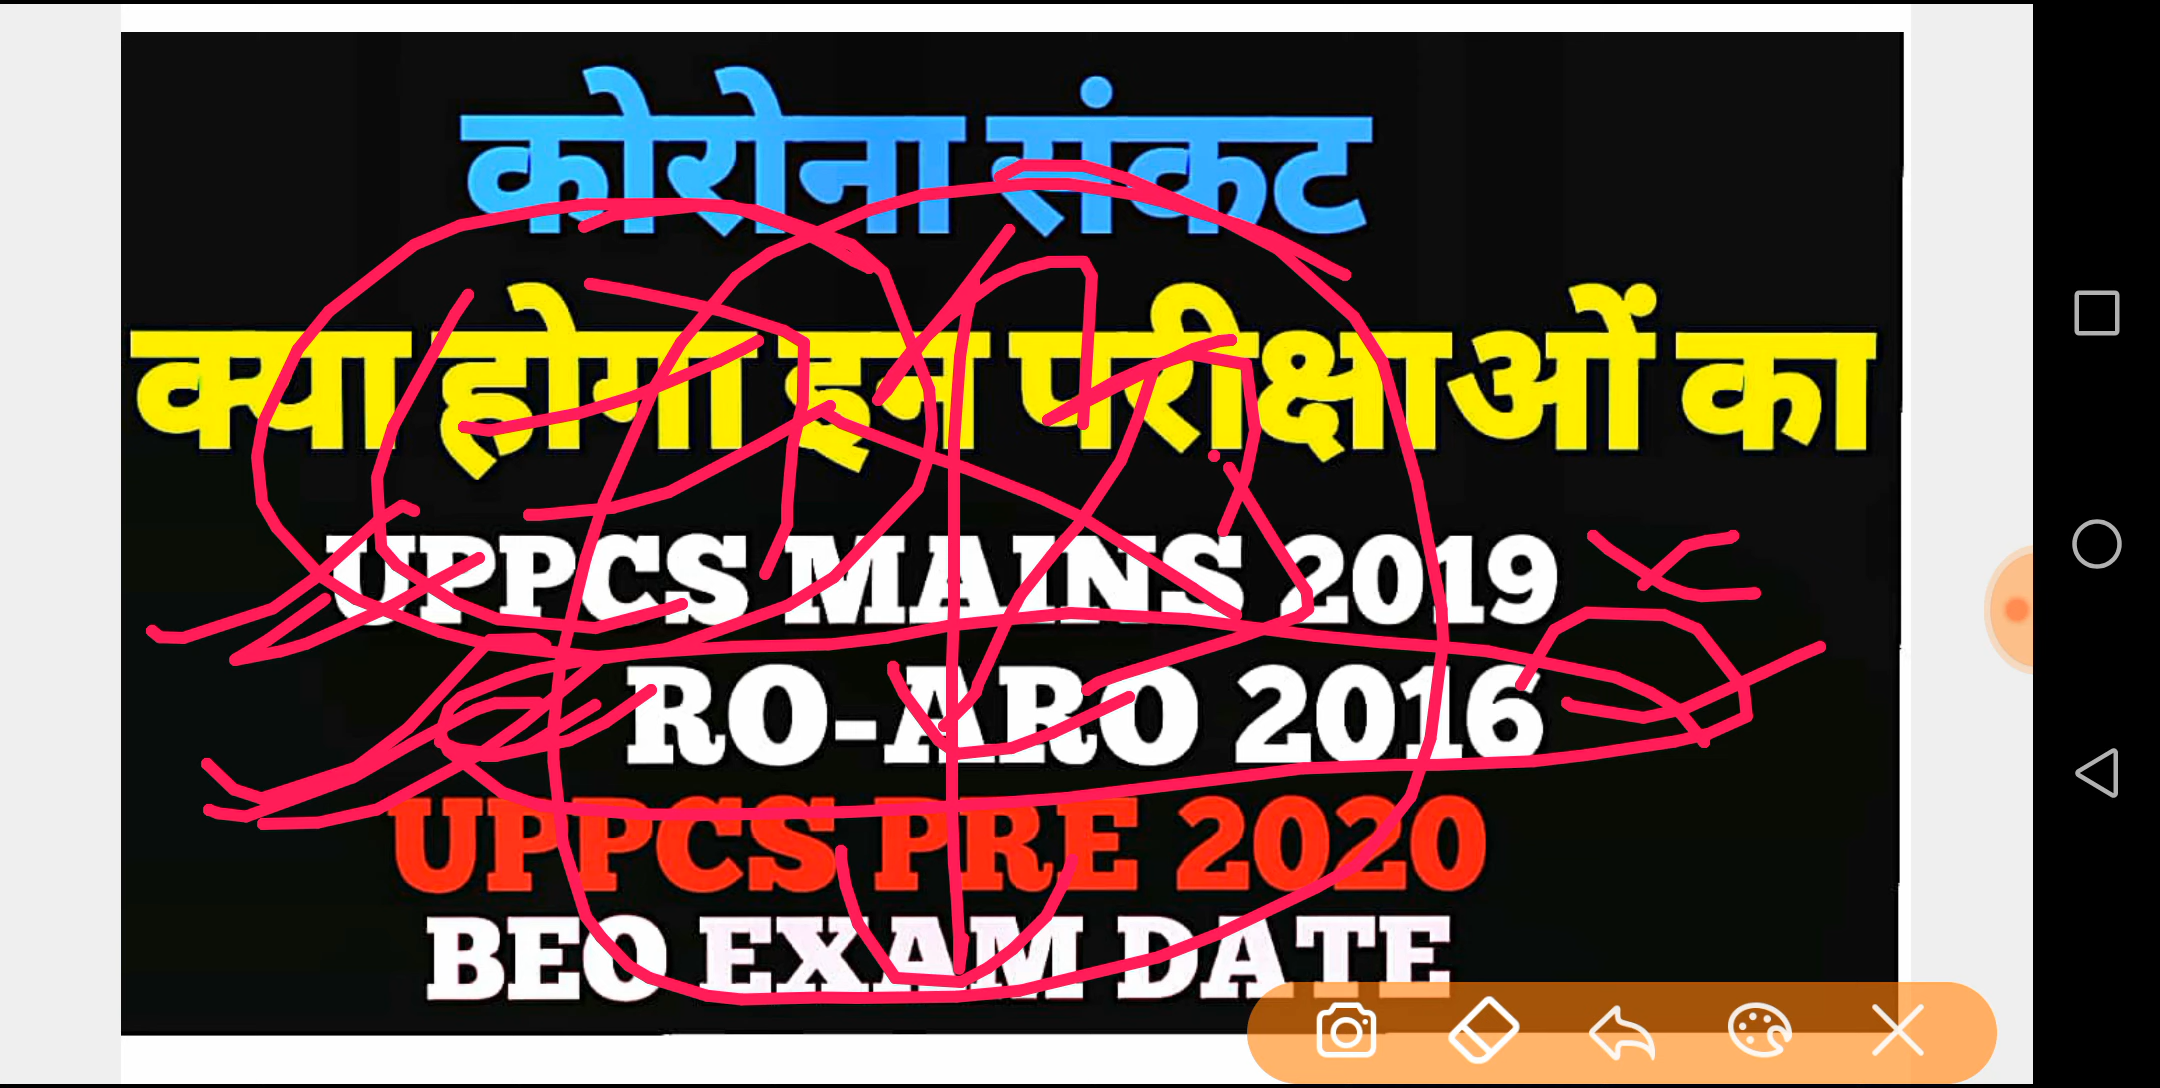 कोरोना संकट
क्या होगा इन परीक्षाओं का
UPPCS MAINS 2019
RO-ARO 2016
UPPCS PRE 2020
BEO EXAM DATE